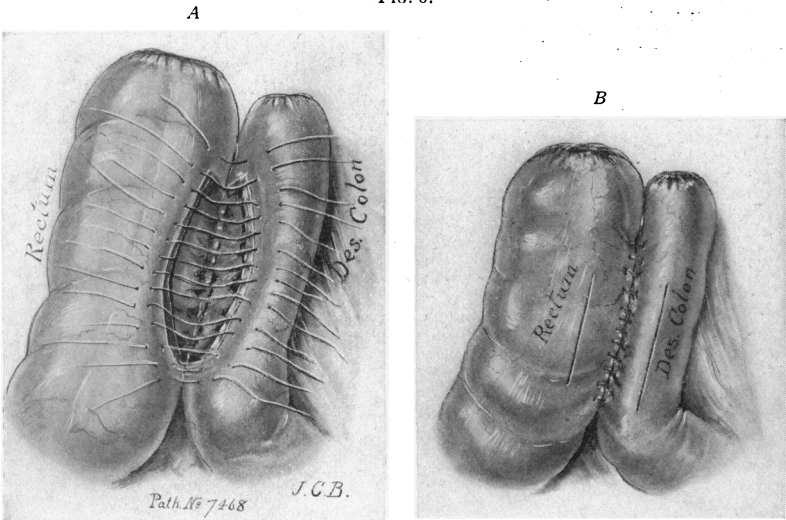 A
B
Rectum
Des. Colon
Rectum
Des. Colon
J.C.B.
Path. № 7468